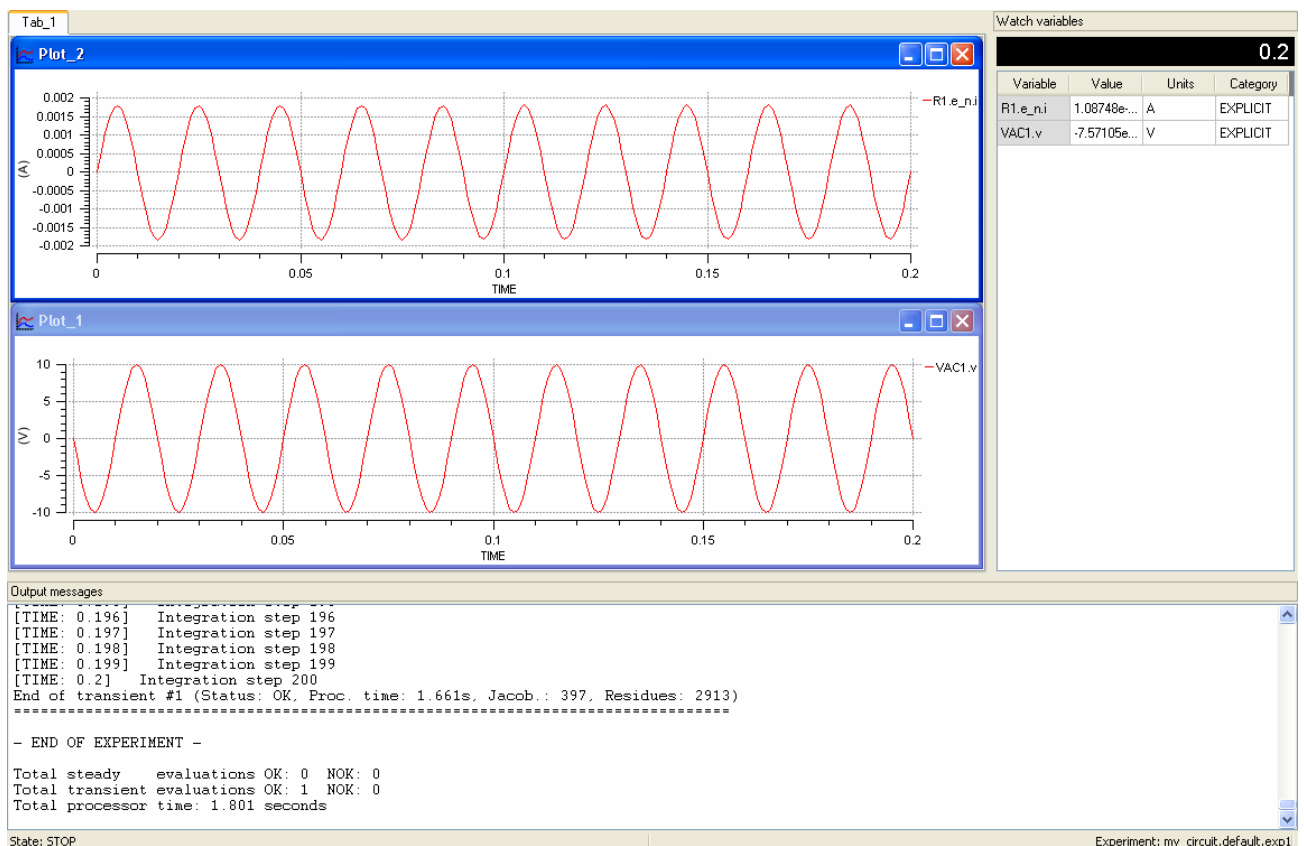 Tab_1
Plot_2
0.002
0.0015
0.001
0.0005
0
-0.0005
-0.001
-0.0015
-0.002
(A)
R1.e_n.i
0 0.05 0.1 0.15 0.2
TIME
Plot_1
10
5
0
-5
-10
(V)
VAC1.v
0 0.05 0.1 0.15 0.2
TIME
Watch variables
0.2
Variable Value Units Category
R1.e_n.i 1.08748e-... A EXPLICIT
VAC1.v -7.57105e... V EXPLICIT
Output messages
[TIME: 0.196] Integration step 196
[TIME: 0.197] Integration step 197
[TIME: 0.198] Integration step 198
[TIME: 0.199] Integration step 199
[TIME: 0.2] Integration step 200
End of transient #1 (Status: OK, Proc. time: 1.661s, Jacob.: 397, Residues: 2913)
================================================================================
- END OF EXPERIMENT -
Total steady evaluations OK: 0 NOK: 0
Total transient evaluations OK: 1 NOK: 0
Total processor time: 1.801 seconds
State: STOP
Experiment: my_circuit.default.exp1